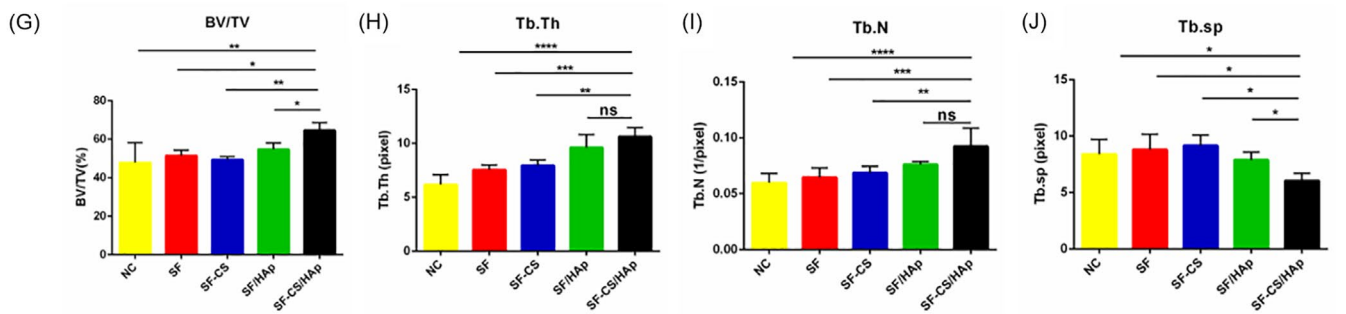 (G)
BV/TV
**
*
**
*
BV/TV(%)
80
60
40
20
0
NC
SF
SF-CS
SF/HAp
SF-CS/HAp
(H)
Tb.Th
****
***
**
ns
Tb.Th (pixel)
15
10
5
0
NC
SF
SF-CS
SF/HAp
SF-CS/HAp
(I)
Tb.N
****
***
**
ns
Tb.N (1/pixel)
0.15
0.10
0.05
0.00
NC
SF
SF-CS
SF/HAp
SF-CS/HAp
(J)
Tb.sp
*
*
*
*
Tb.sp (pixel)
15
10
5
0
NC
SF
SF-CS
SF/HAp
SF-CS/HAp